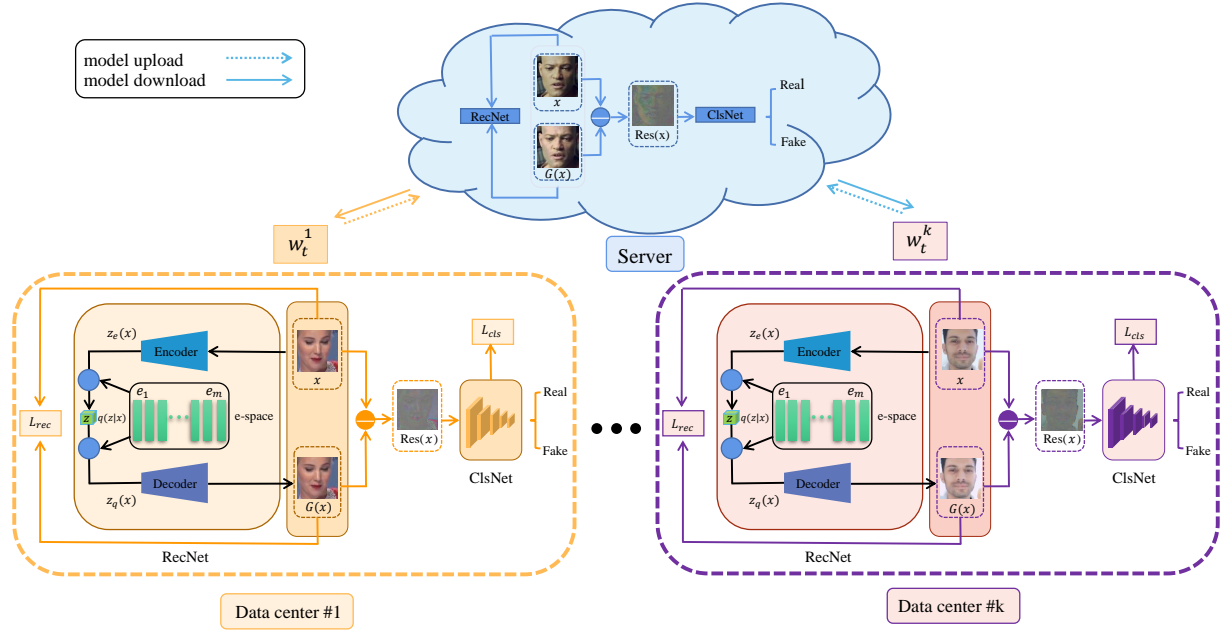 model upload
model download
x
RecNet
G(x)
Res(x)
ClsNet
Real
Fake
Server
w_t^1
w_t^k
z_e(x)
Encoder
x
e_1
e_m
z
q(z|x)
e-space
L_rec
Decoder
z_q(x)
G(x)
RecNet
Res(x)
L_cls
ClsNet
Real
Fake
Data center #1
z_e(x)
Encoder
x
e_1
e_m
z
q(z|x)
e-space
L_rec
Decoder
z_q(x)
G(x)
RecNet
Res(x)
L_cls
ClsNet
Real
Fake
Data center #k